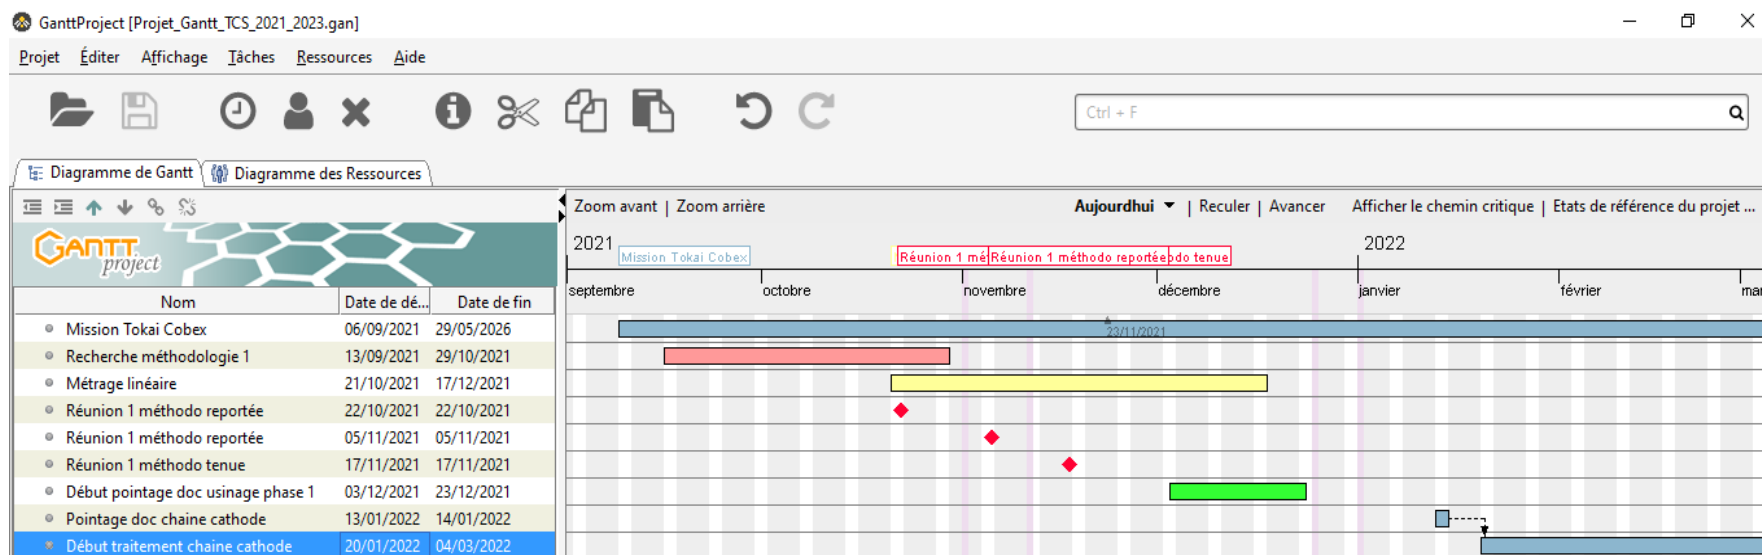 GanttProject [Projet_Gantt_TCS_2021_2023.gan]
Projet Éditer Affichage Tâches Ressources Aide
Ctrl + F
Diagramme de Gantt Diagramme des Ressources
Zoom avant | Zoom arrière Aujourdhui | Reculer | Avancer Afficher le chemin critique | Etats de référence du projet ...
GANTT project
2021 2022
Mission Tokai Cobex Réunion 1 mé Réunion 1 méthodo reportée odo tenue
septembre octobre novembre décembre janvier février mar
Nom Date de dé... Date de fin
Mission Tokai Cobex 06/09/2021 29/05/2026 23/11/2021
Recherche méthodologie 1 13/09/2021 29/10/2021
Métrage linéaire 21/10/2021 17/12/2021
Réunion 1 méthodo reportée 22/10/2021 22/10/2021
Réunion 1 méthodo reportée 05/11/2021 05/11/2021
Réunion 1 méthodo tenue 17/11/2021 17/11/2021
Début pointage doc usinage phase 1 03/12/2021 23/12/2021
Pointage doc chaine cathode 13/01/2022 14/01/2022
Début traitement chaine cathode 20/01/2022 04/03/2022